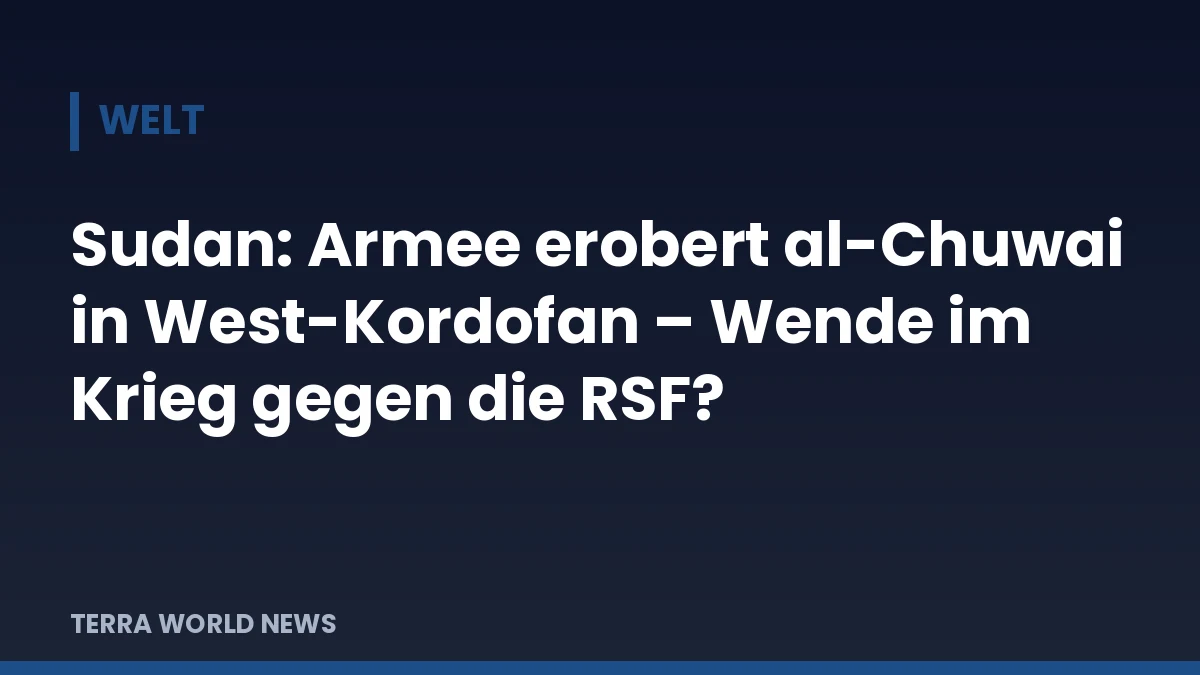 WELT
Sudan: Armee erobert al-Chuwai
in West-Kordofan – Wende im
Krieg gegen die RSF?
TERRA WORLD NEWS